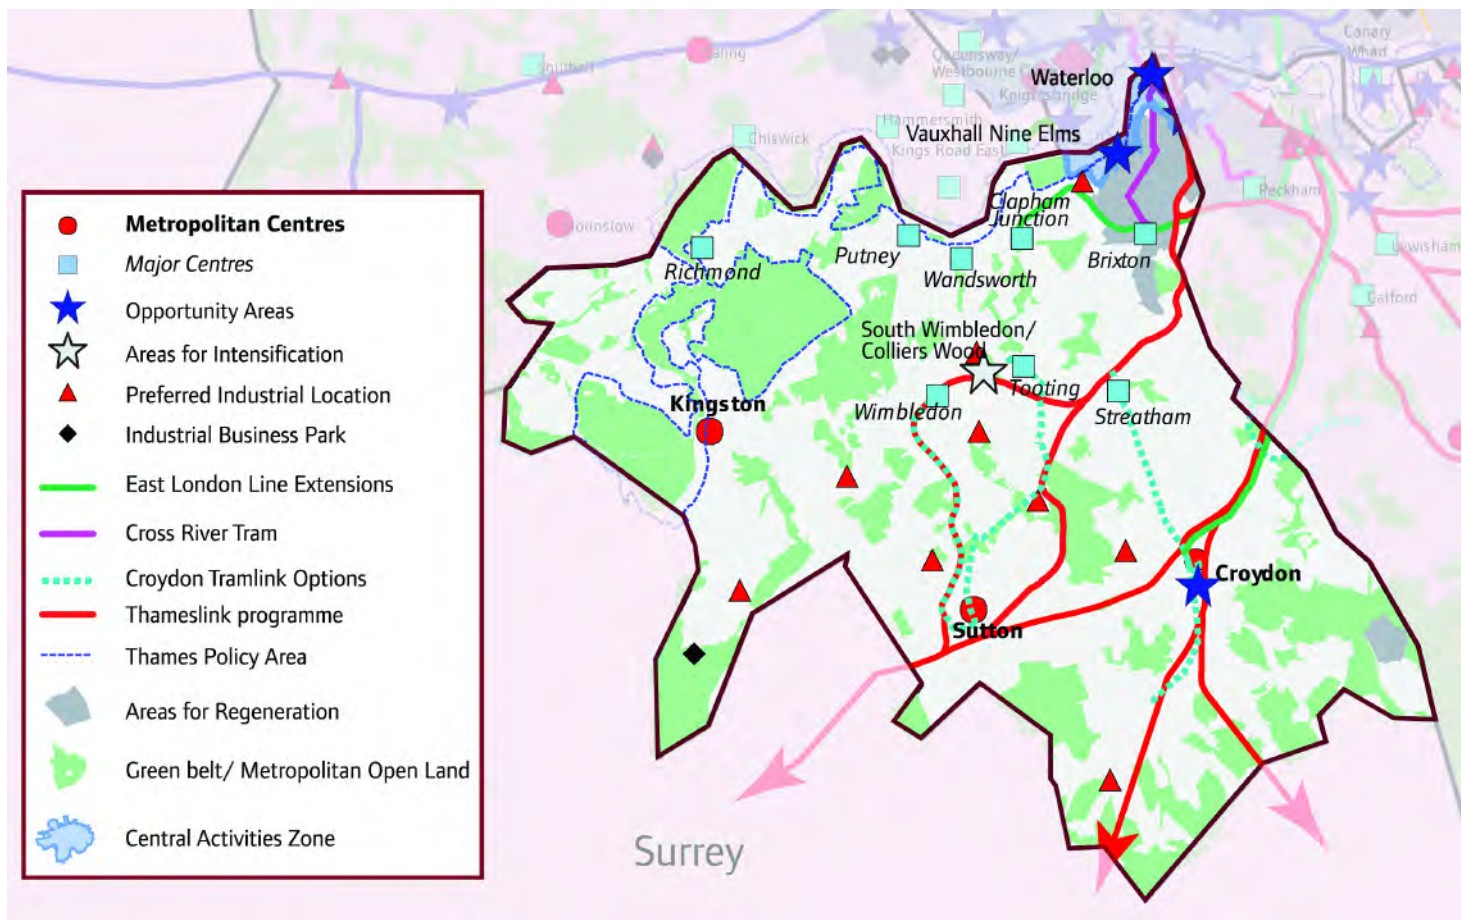 Southall
Ealing
Queensway/
Westbourne
Knightsbridge
Canary
Wharf
Waterloo
Hammersmith
Chiswick
Kings Road East
Vauxhall Nine Elms
Peckham
Hounslow
Lewisham
Catford
Clapham
Junction
Richmond
Putney
Wandsworth
Brixton
South Wimbledon/
Colliers Wood
Tooting
Wimbledon
Streatham
Kingston
Croydon
Sutton
Surrey
Metropolitan Centres
Major Centres
Opportunity Areas
Areas for Intensification
Preferred Industrial Location
Industrial Business Park
East London Line Extensions
Cross River Tram
Croydon Tramlink Options
Thameslink programme
Thames Policy Area
Areas for Regeneration
Green belt/ Metropolitan Open Land
Central Activities Zone